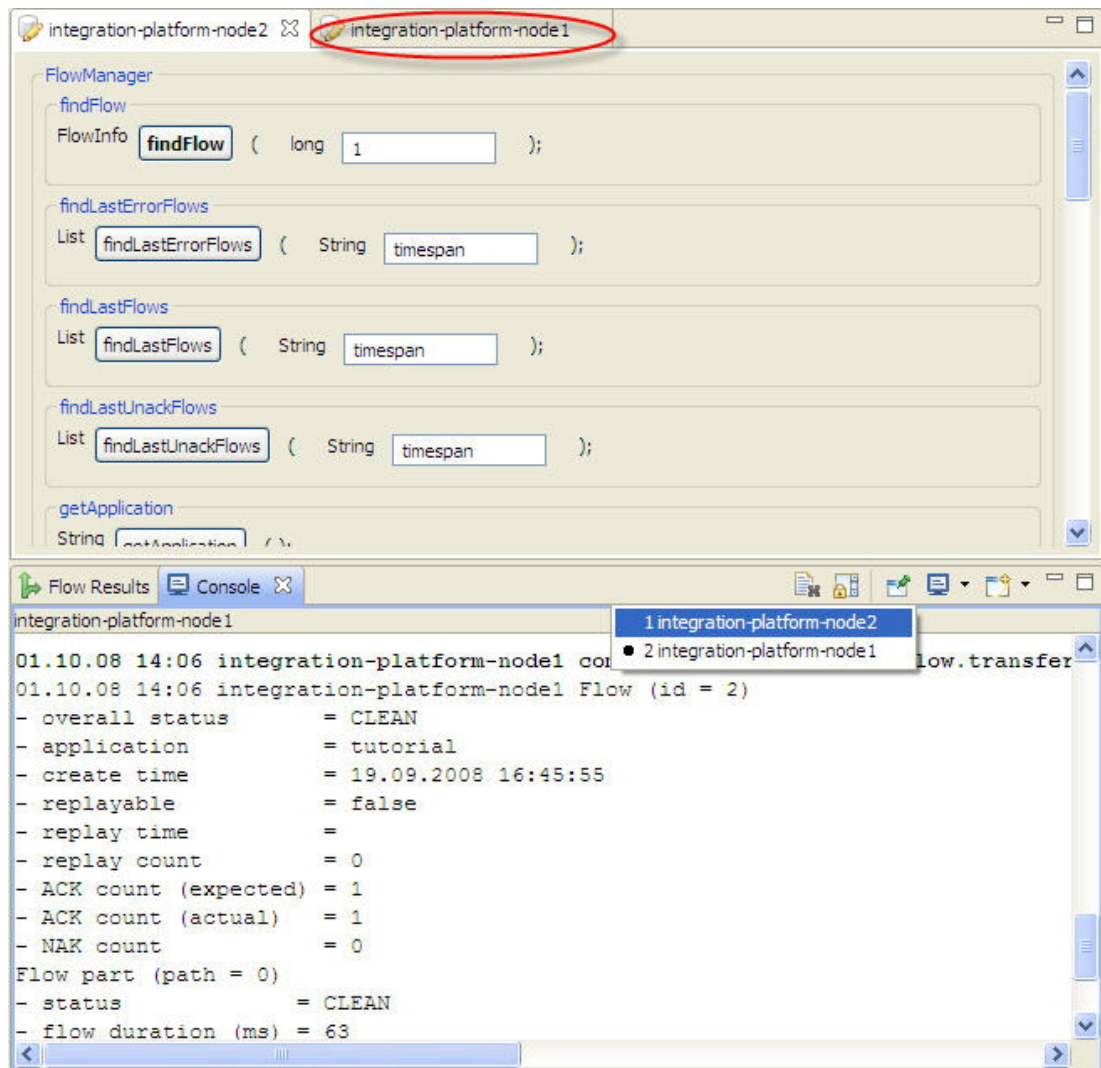 integration-platform-node2 integration-platform-node1
FlowManager
findFlow
FlowInfo findFlow ( long 1 );
findLastErrorFlows
List findLastErrorFlows ( String timespan );
findLastFlows
List findLastFlows ( String timespan );
findLastUnackFlows
List findLastUnackFlows ( String timespan );
getApplication
String getApplication ( );
Flow Results Console
integration-platform-node1
1 integration-platform-node2
2 integration-platform-node1
01.10.08 14:06 integration-platform-node1 con low.transfer
01.10.08 14:06 integration-platform-node1 Flow (id = 2)
- overall status = CLEAN
- application = tutorial
- create time = 19.09.2008 16:45:55
- replayable = false
- replay time =
- replay count = 0
- ACK count (expected) = 1
- ACK count (actual) = 1
- NAK count = 0
Flow part (path = 0)
- status = CLEAN
- flow duration (ms) = 63